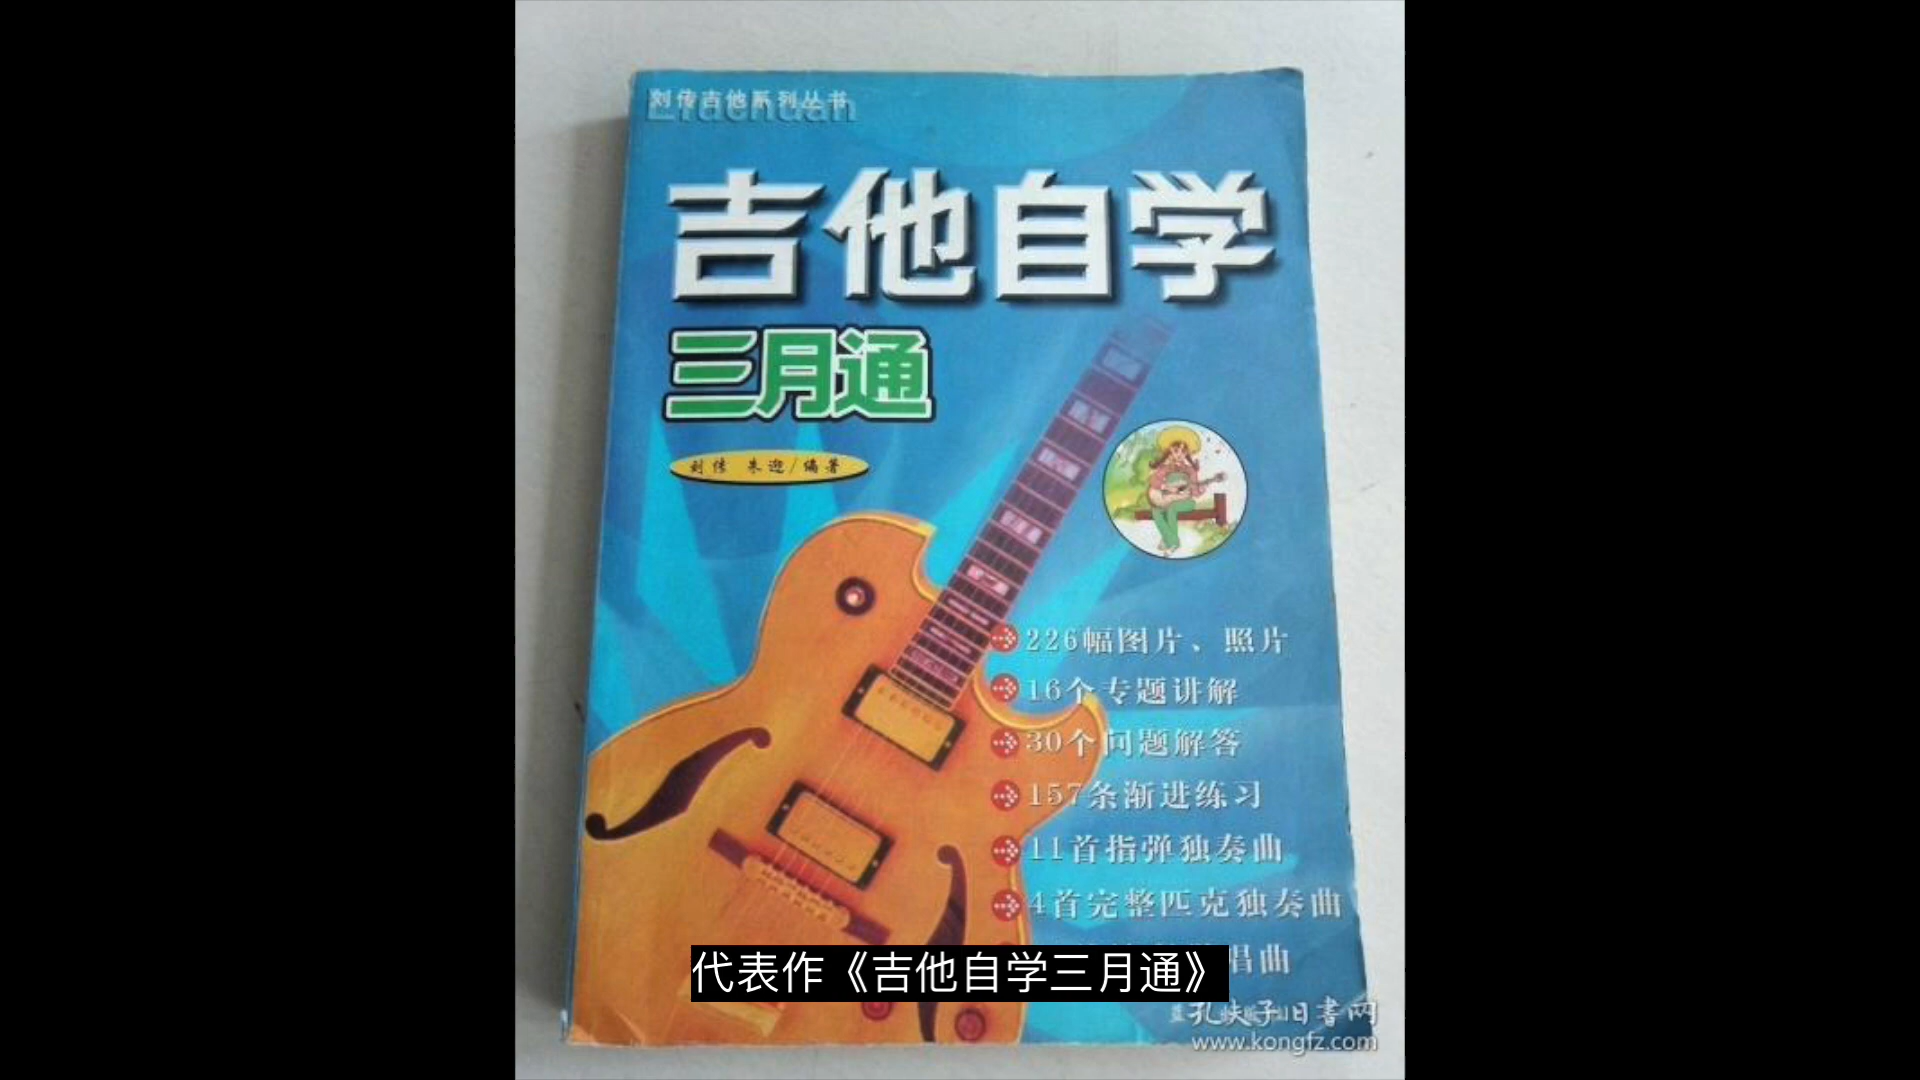 刘传吉他系列丛书
Liuchuan
吉他自学
三月通
刘传 朱迎/编著
226幅图片、照片
16个专题讲解
30个问题解答
157条渐进练习
11首指弹独奏曲
4首完整匹克独奏曲
唱曲
代表作《吉他自学三月通》
孔夫子旧書网
www.kongfz.com